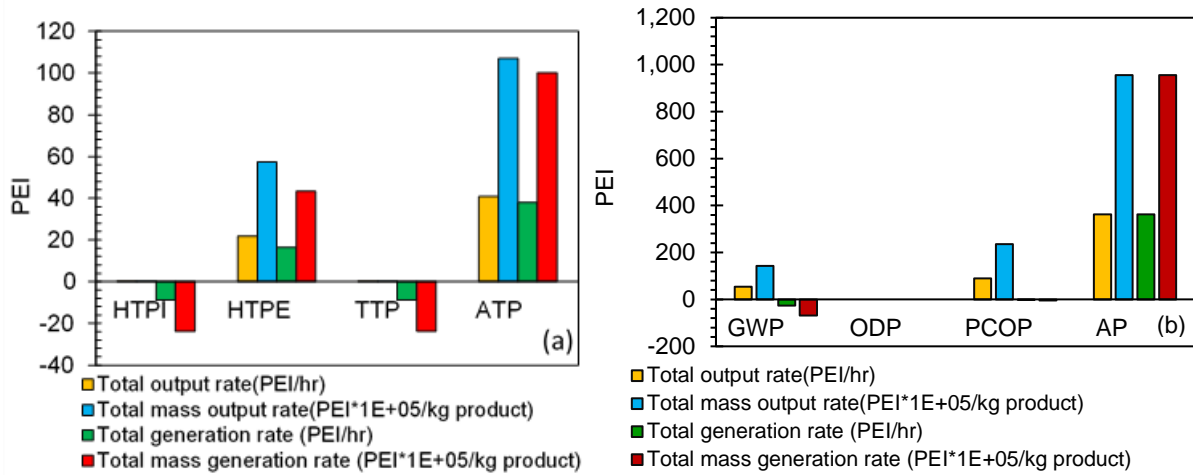 120
100
80
60
40
20
0
-20
-40
PEI
HTPI HTPE TTP ATP
(a)
Total output rate(PEI/hr)
Total mass output rate(PEI*1E+05/kg product)
Total generation rate (PEI/hr)
Total mass generation rate (PEI*1E+05/kg product)
1,200
1,000
800
600
400
200
0
-200
PEI
GWP ODP PCOP AP
(b)
Total output rate(PEI/hr)
Total mass output rate(PEI*1E+05/kg product)
Total generation rate (PEI/hr)
Total mass generation rate (PEI*1E+05/kg product)